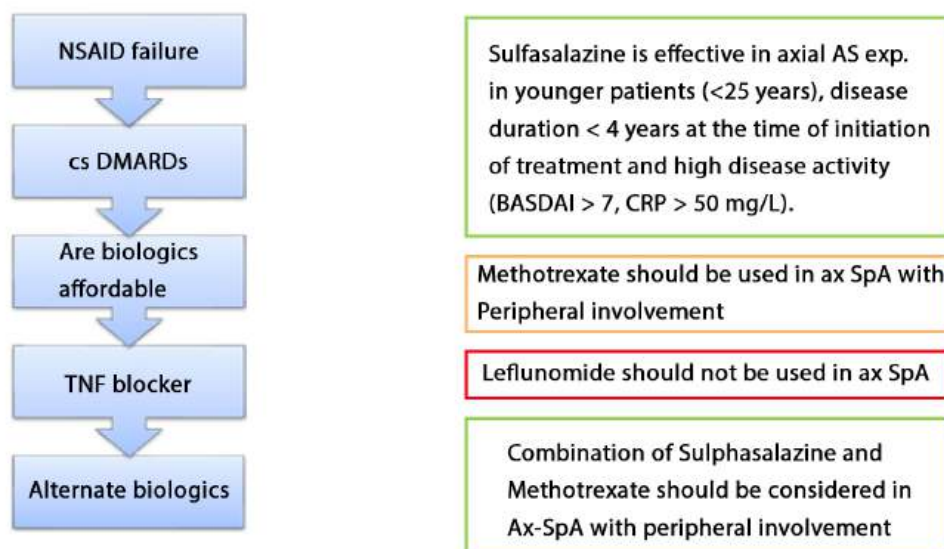 NSAID failure
cs DMARDs
Are biologics
affordable
TNF blocker
Alternate biologics
Sulfasalazine is effective in axial AS exp.
in younger patients (<25 years), disease
duration < 4 years at the time of initiation
of treatment and high disease activity
(BASDAI > 7, CRP > 50 mg/L).
Methotrexate should be used in ax SpA with
Peripheral involvement
Leflunomide should not be used in ax SpA
Combination of Sulphasalazine and
Methotrexate should be considered in
Ax-SpA with peripheral involvement